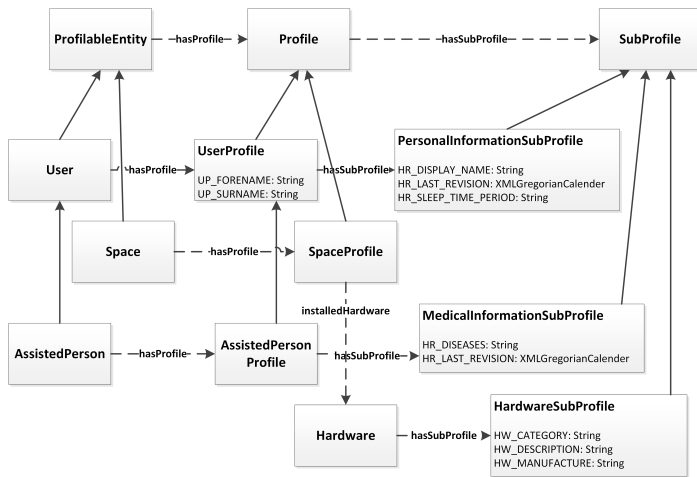 ProfilableEntity
hasProfile
Profile
hasSubProfile
SubProfile
User
hasProfile
UserProfile
UP_FORENAME: String
UP_SURNAME: String
hasSubProfile
PersonalInformationSubProfile
HR_DISPLAY_NAME: String
HR_LAST_REVISION: XMLGregorianCalender
HR_SLEEP_TIME_PERIOD: String
Space
hasProfile
SpaceProfile
installedHardware
AssistedPerson
hasProfile
AssistedPerson
Profile
hasSubProfile
MedicalInformationSubProfile
HR_DISEASES: String
HR_LAST_REVISION: XMLGregorianCalender
Hardware
hasSubProfile
HardwareSubProfile
HW_CATEGORY: String
HW_DESCRIPTION: String
HW_MANUFACTURE: String